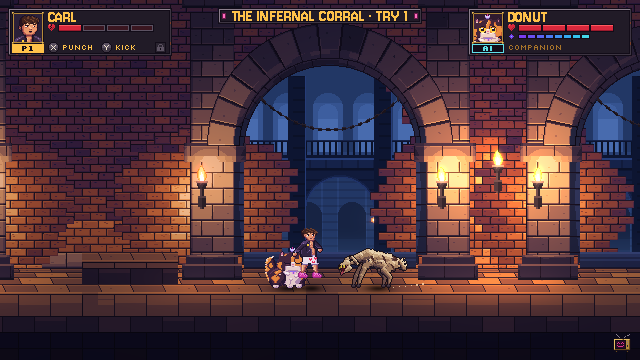 CARL
P1
X PUNCH Y KICK
THE INFERNAL CORRAL · TRY 1
DONUT
AI
COMPANION